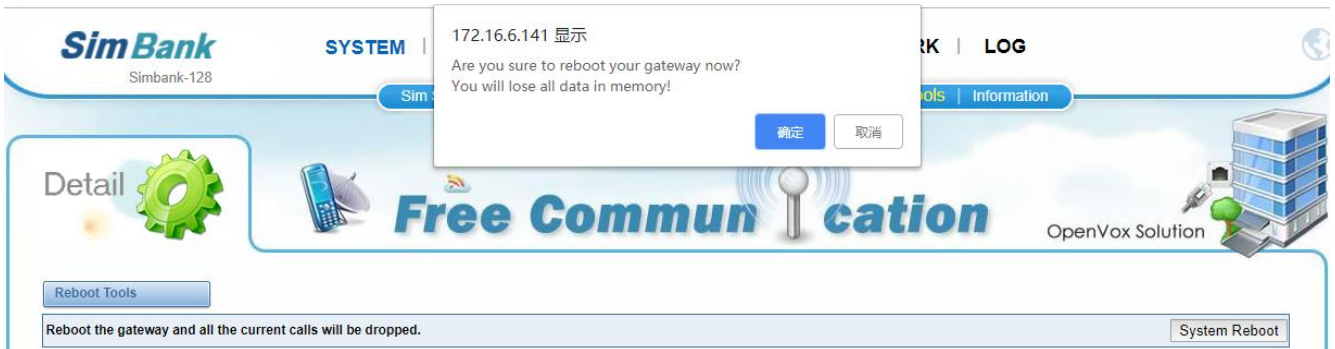 SimBank
Simbank-128
SYSTEM |
172.16.6.141 显示
Are you sure to reboot your gateway now?
You will lose all data in memory!
确定
取消
RK | LOG
Sim
ols | Information
Detail
Free Communication
OpenVox Solution
Reboot Tools
Reboot the gateway and all the current calls will be dropped.
System Reboot